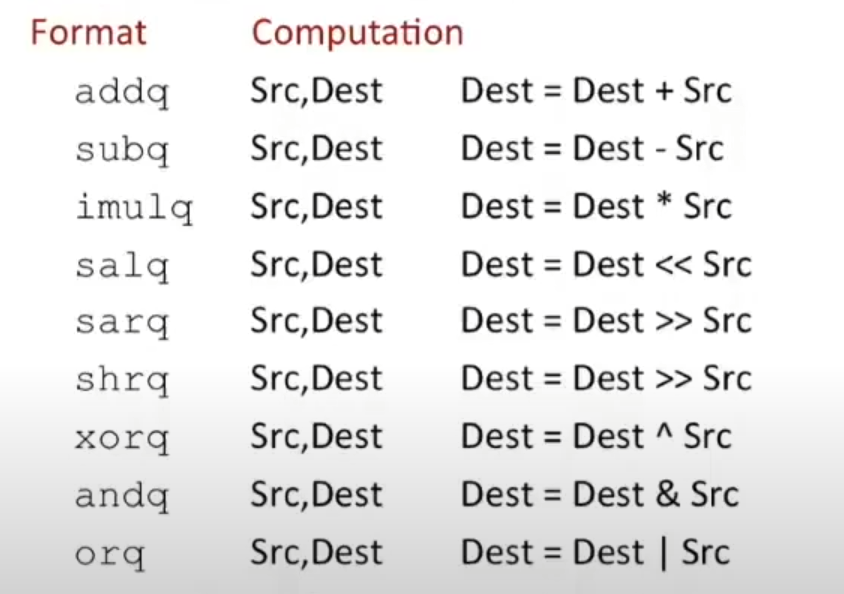 Format Computation
addq Src,Dest Dest = Dest + Src
subq Src,Dest Dest = Dest - Src
imulq Src,Dest Dest = Dest * Src
salq Src,Dest Dest = Dest << Src
sarq Src,Dest Dest = Dest >> Src
shrq Src,Dest Dest = Dest >> Src
xorq Src,Dest Dest = Dest ^ Src
andq Src,Dest Dest = Dest & Src
orq Src,Dest Dest = Dest | Src